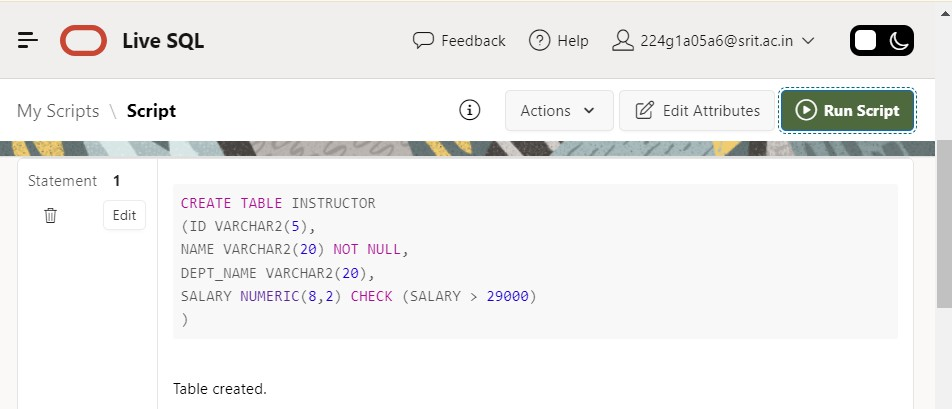 Live SQL
Feedback
Help
224g1a05a6@srit.ac.in
My Scripts \ Script
Actions
Edit Attributes
Run Script
Statement 1
Edit
CREATE TABLE INSTRUCTOR
(ID VARCHAR2(5),
NAME VARCHAR2(20) NOT NULL,
DEPT_NAME VARCHAR2(20),
SALARY NUMERIC(8,2) CHECK (SALARY > 29000)
)
Table created.